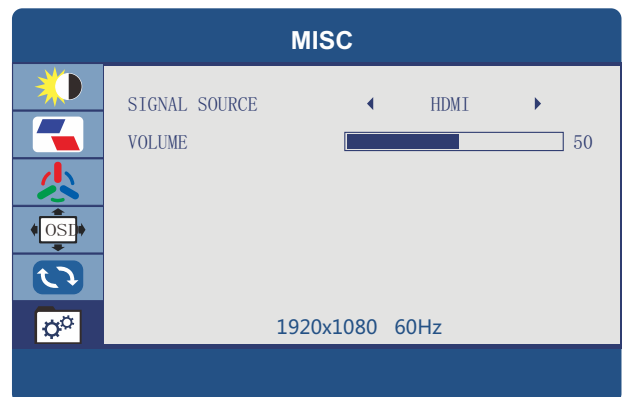 MISC
SIGNAL SOURCE HDMI
VOLUME 50
OSD
1920x1080 60Hz